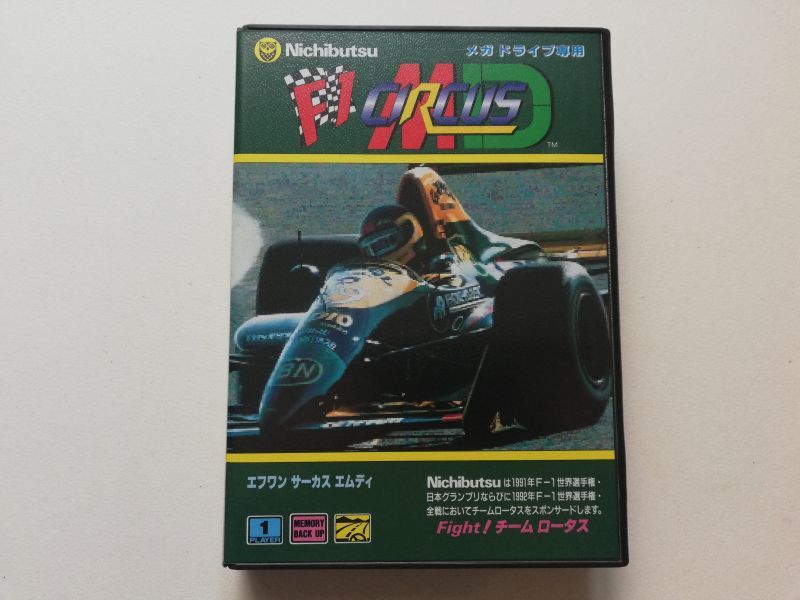 Nichibutsu
メガドライブ専用
F1 CIRCUS MD
TM
BN
エフワン サーカス エムディ
Nichibutsuは1991年F-1世界選手権・
日本グランプリならびに1992年F-1世界選手権・
全戦においてチームロータスをスポンサードします。
Fight! チーム ロータス
1
PLAYER
MEMORY
BACK UP